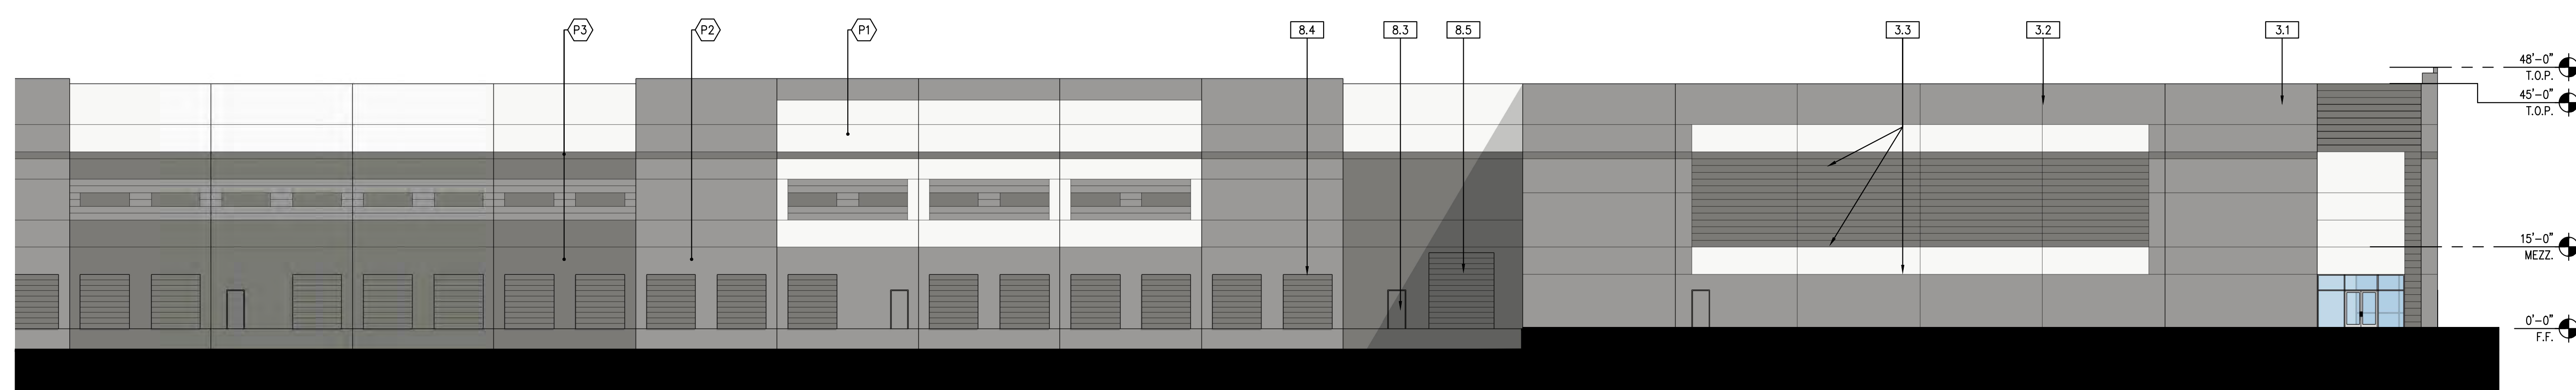 P3
P2
P1
8.4
8.3
8.5
3.3
3.2
3.1
48'-0"
T.O.P.
45'-0"
T.O.P.
15'-0"
MEZZ.
0'-0"
F.F.